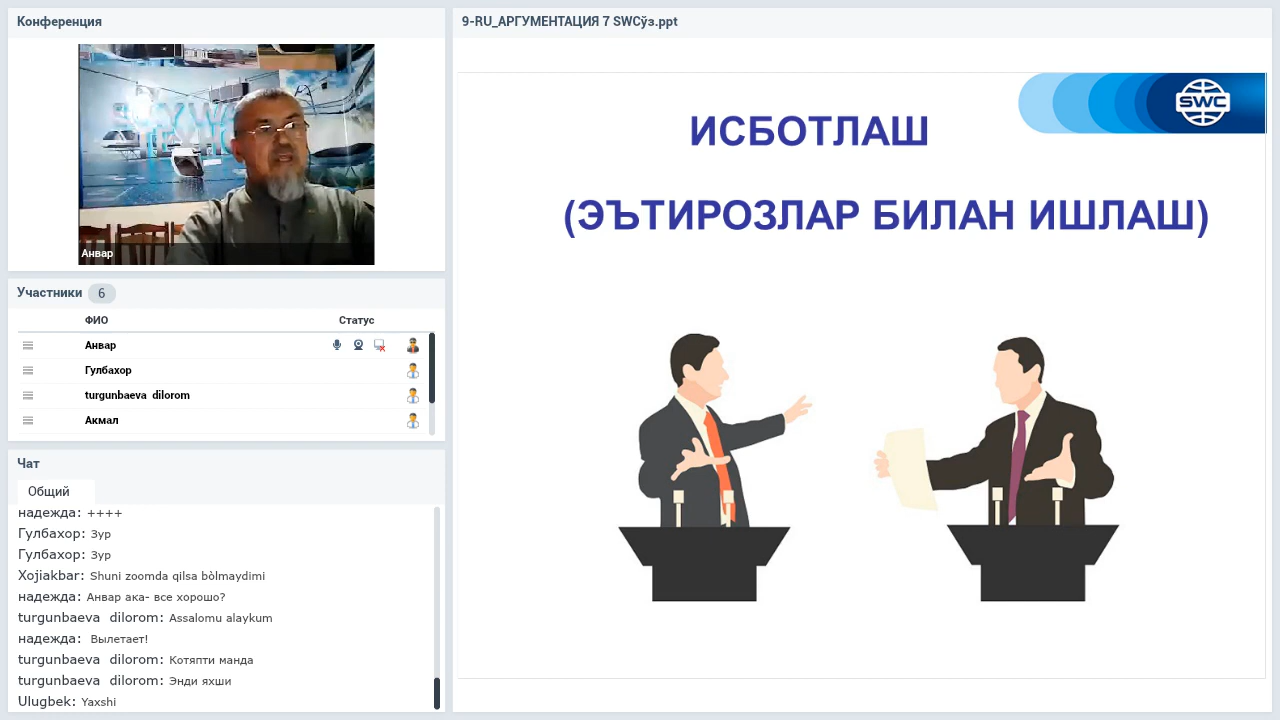 Конференция
Анвар
Участники 6
ФИО Статус
Анвар
Гулбахор
turgunbaeva dilorom
Акмал
Чат
Общий
надежда: ++++
Гулбахор: Зур
Гулбахор: Зур
Xojiakbar: Shuni zoomda qilsa bòlmaydimi
надежда: Анвар ака- все хорошо?
turgunbaeva dilorom: Assalomu alaykum
надежда: Вылетает!
turgunbaeva dilorom: Котяпти манда
turgunbaeva dilorom: Энди яхши
Ulugbek: Yaxshi
9-RU_АРГУМЕНТАЦИЯ 7 SWCўз.ppt
SWC
ИСБОТЛАШ
(ЭЪТИРОЗЛАР БИЛАН ИШЛАШ)